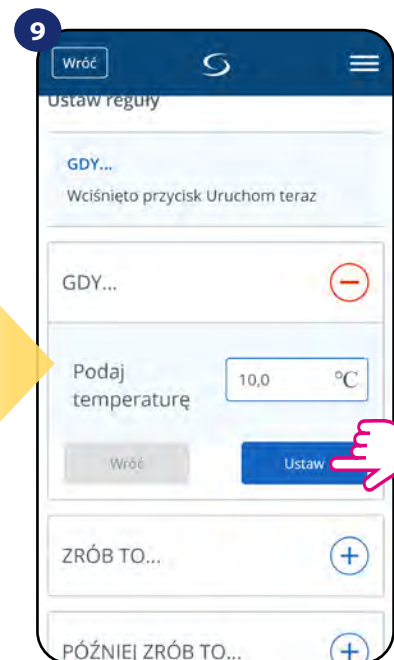 9
Wróć
Ustaw reguły
GDY...
Wciśnięto przycisk Uruchom teraz
GDY...
Podaj
temperaturę
10,0 °C
Wróć Ustaw
ZRÓB TO...
PÓŹNIEJ ZRÓB TO...